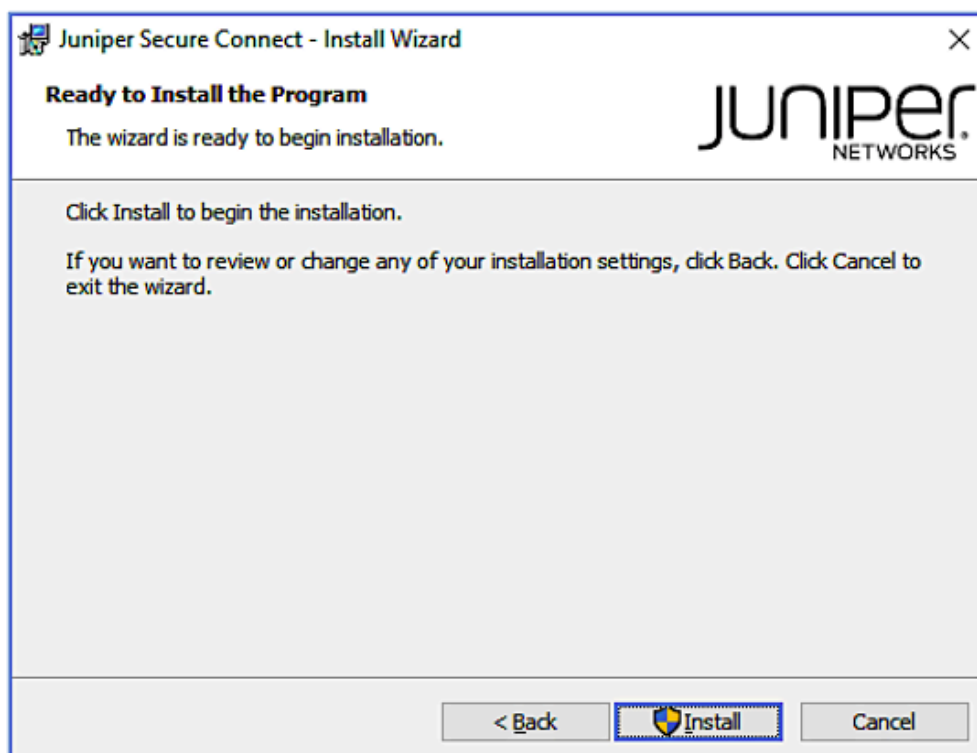 Juniper Secure Connect - Install Wizard
Ready to Install the Program
The wizard is ready to begin installation.
JUNIPEr
NETWORKS
Click Install to begin the installation.
If you want to review or change any of your installation settings, click Back. Click Cancel to
exit the wizard.
< Back
Install
Cancel